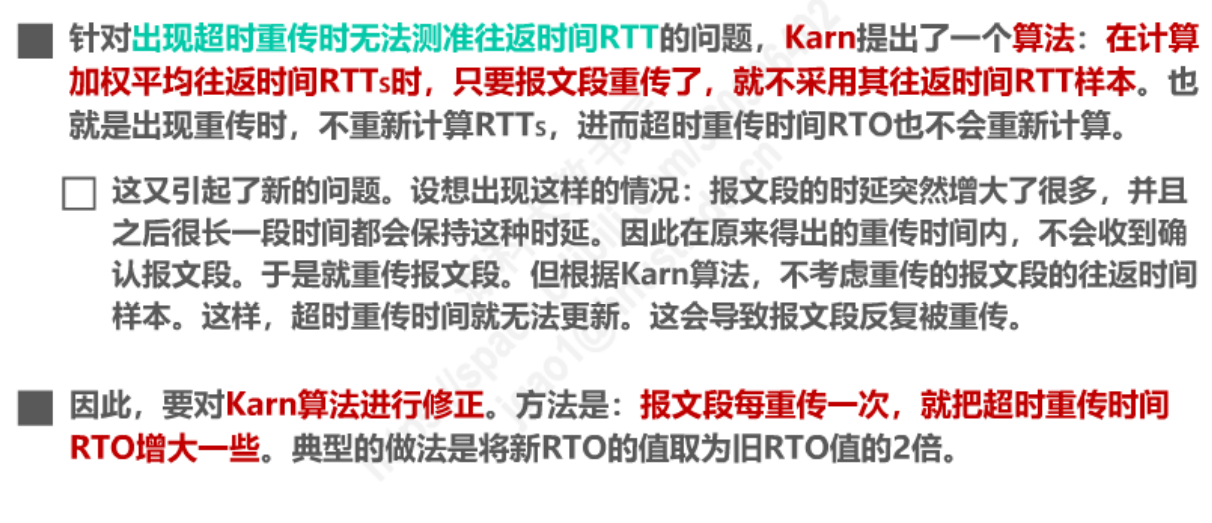 针对出现超时重传时无法测准往返时间RTT的问题，Karn提出了一个算法：在计算
加权平均往返时间RTTs时，只要报文段重传了，就不采用其往返时间RTT样本。也
就是出现重传时，不重新计算RTTs，进而超时重传时间RTO也不会重新计算。
这又引起了新的问题。设想出现这样的情况：报文段的时延突然增大了很多，并且
之后很长一段时间都会保持这种时延。因此在原来得出的重传时间内，不会收到确
认报文段。于是就重传报文段。但根据Karn算法，不考虑重传的报文段的往返时间
样本。这样，超时重传时间就无法更新。这会导致报文段反复被重传。
因此，要对Karn算法进行修正。方法是：报文段每重传一次，就把超时重传时间
RTO增大一些。典型的做法是将新RTO的值取为旧RTO值的2倍。